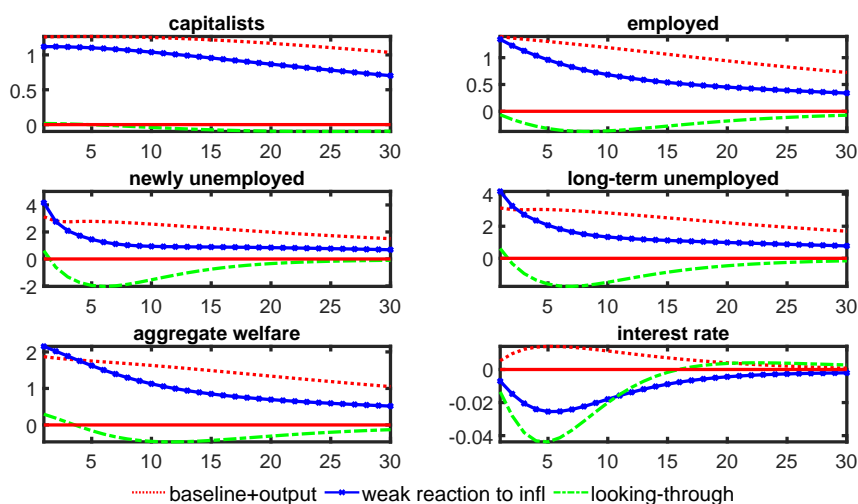 capitalists
1
0.5
0
5 10 15 20 25 30
employed
1
0.5
0
5 10 15 20 25 30
newly unemployed
4
2
0
-2
5 10 15 20 25 30
long-term unemployed
4
2
0
5 10 15 20 25 30
aggregate welfare
2
1
0
5 10 15 20 25 30
interest rate
0
-0.02
-0.04
5 10 15 20 25 30
baseline+output weak reaction to infl looking-through